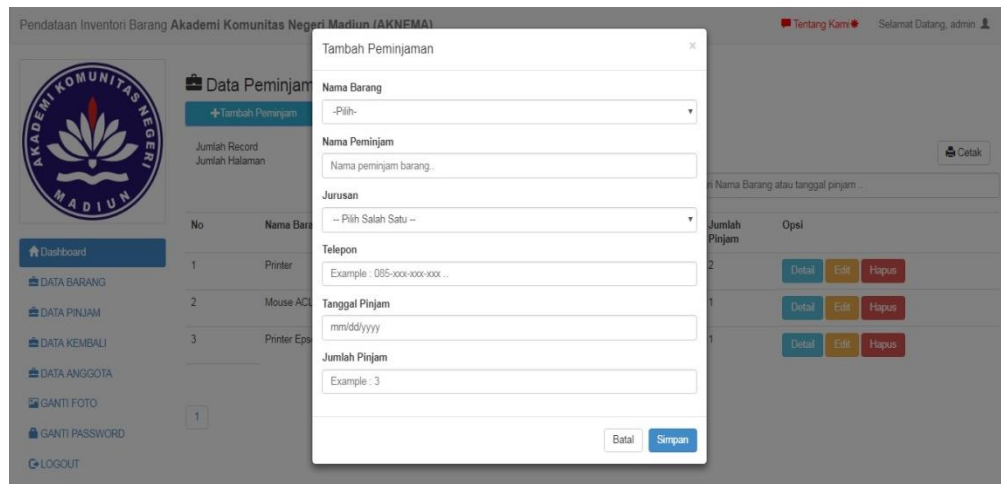 Pendataan Inventori Barang Akademi Komunitas Negeri Madiun (AKNEMA)
Tentang Kami
Selamat Datang, admin
AKADEMI KOMUNITAS NEGERI
MADIUN
Dashboard
DATA BARANG
DATA PINJAM
DATA KEMBALI
DATA ANGGOTA
GANTI FOTO
GANTI PASSWORD
LOGOUT
Data Peminjam
+Tambah Peminjam
Jumlah Record
Jumlah Halaman
Cetak
Nama Barang atau tanggal pinjam ..
No
Nama Bara
Jumlah Pinjam
Opsi
1 Printer 2 Detail Edit Hapus
2 Mouse ACL 1 Detail Edit Hapus
3 Printer Eps 1 Detail Edit Hapus
1
Tambah Peminjaman
×
Nama Barang
-Pilih-
Nama Peminjam
Nama peminjam barang..
Jurusan
-- Pilih Salah Satu --
Telepon
Example : 085-xxx-xxx-xxx ..
Tanggal Pinjam
mm/dd/yyyy
Jumlah Pinjam
Example : 3
Batal
Simpan